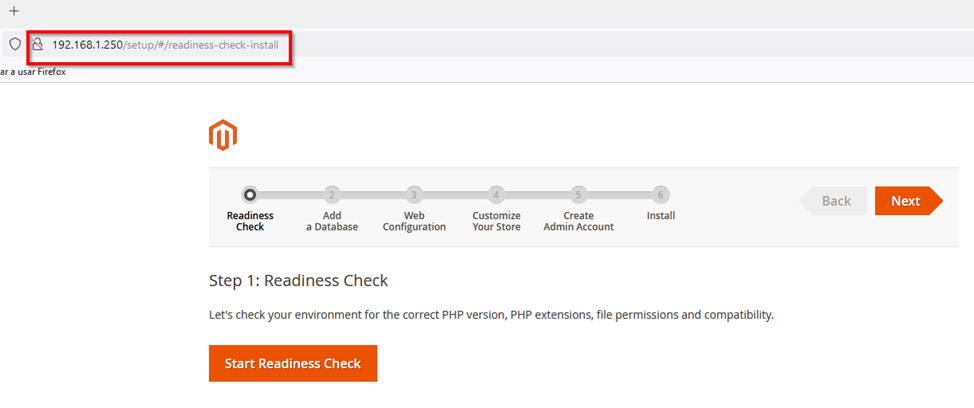 192.168.1.250/setup/#/readiness-check-install
ar a usar Firefox
1 2 3 4 5 6
Readiness Check
Add a Database
Web Configuration
Customize Your Store
Create Admin Account
Install
Back
Next
Step 1: Readiness Check
Let's check your environment for the correct PHP version, PHP extensions, file permissions and compatibility.
Start Readiness Check